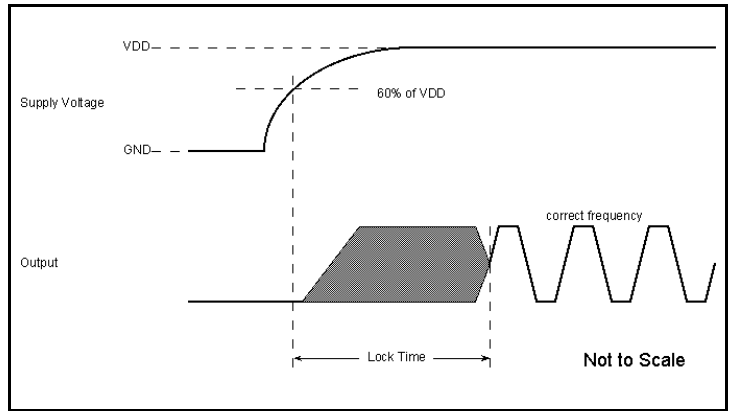 VDD
60% of VDD
Supply Voltage
GND
correct frequency
Output
Lock Time
Not to Scale